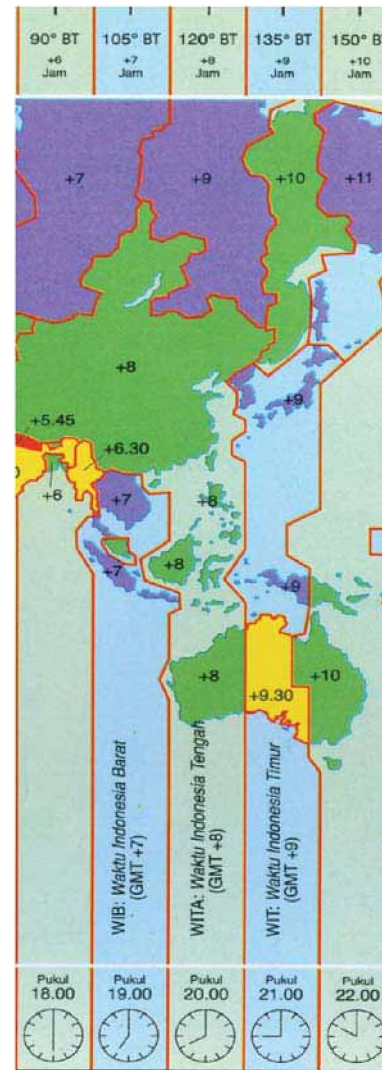 90° BT
+6
Jam
105° BT
+7
Jam
120° BT
+8
Jam
135° BT
+9
Jam
150° BT
+10
Jam
+7
+9
+10
+11
+8
+9
+5.45
0
+6.30
+6
+7
+8
+7
+8
+9
+8
+9.30
+10
WIB: Waktu Indonesia Barat
(GMT +7)
WITA: Waktu Indonesia Tengah
(GMT +8)
WIT: Waktu Indonesia Timur
(GMT +9)
Pukul
18.00
Pukul
19.00
Pukul
20.00
Pukul
21.00
Pukul
22.00